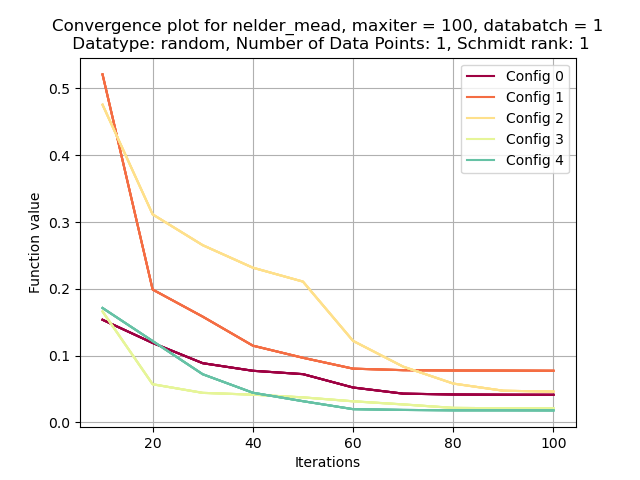 Convergence plot for nelder_mead, maxiter = 100, databatch = 1
Datatype: random, Number of Data Points: 1, Schmidt rank: 1
Config 0
Config 1
Config 2
Config 3
Config 4
0.5
0.4
0.3
0.2
0.1
0.0
Function value
20
40
60
80
100
Iterations